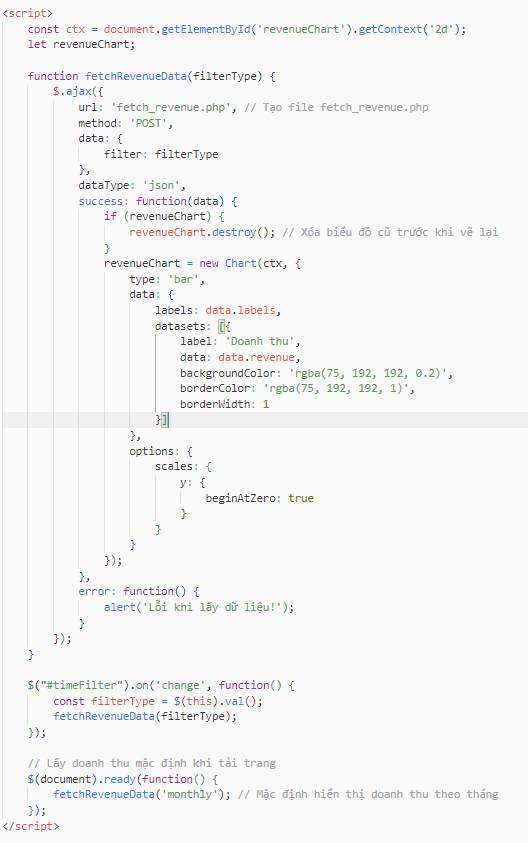 <script>
const ctx = document.getElementById('revenueChart').getContext('2d');
let revenueChart;
function fetchRevenueData(filterType) {
$.ajax({
url: 'fetch_revenue.php', // Tạo file fetch_revenue.php
method: 'POST',
data: {
filter: filterType
},
dataType: 'json',
success: function(data) {
if (revenueChart) {
revenueChart.destroy(); // Xóa biểu đồ cũ trước khi vẽ lại
}
revenueChart = new Chart(ctx, {
type: 'bar',
data: {
labels: data.labels,
datasets: [{
label: 'Doanh thu',
data: data.revenue,
backgroundColor: 'rgba(75, 192, 192, 0.2)',
borderColor: 'rgba(75, 192, 192, 1)',
borderWidth: 1
}]
},
options: {
scales: {
y: {
beginAtZero: true
}
}
}
});
},
error: function() {
alert('Lỗi khi lấy dữ liệu!');
}
});
}
$("#timeFilter").on('change', function() {
const filterType = $(this).val();
fetchRevenueData(filterType);
});
// Lấy doanh thu mặc định khi tải trang
$(document).ready(function() {
fetchRevenueData('monthly'); // Mặc định hiển thị doanh thu theo tháng
});
</script>